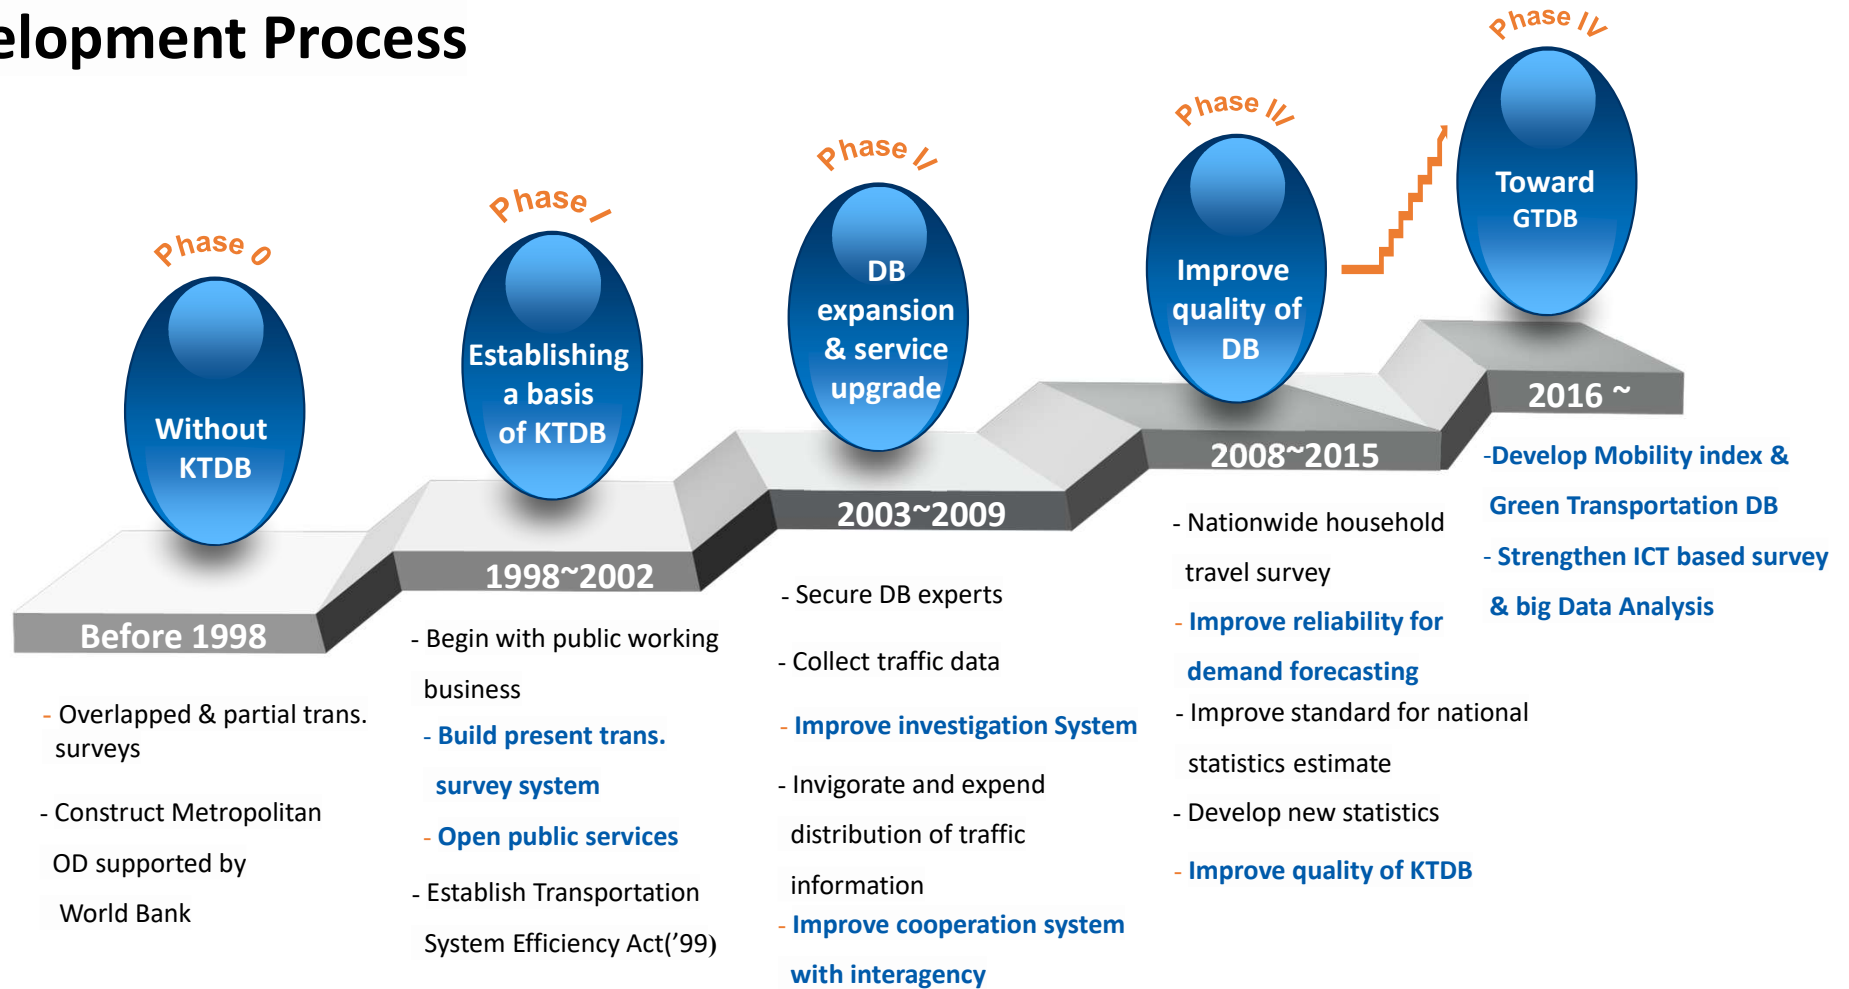 elopment Process
Phase 0
Without
KTDB
Before 1998
- Overlapped & partial trans.
surveys
- Construct Metropolitan
OD supported by
World Bank
Phase I
Establishing
a basis
of KTDB
1998~2002
- Begin with public working
business
- Build present trans.
survey system
- Open public services
- Establish Transportation
System Efficiency Act('99)
Phase II
DB
expansion
& service
upgrade
2003~2009
- Secure DB experts
- Collect traffic data
- Improve investigation System
- Invigorate and expend
distribution of traffic
information
- Improve cooperation system
with interagency
Phase III
Improve
quality of
DB
2008~2015
- Nationwide household
travel survey
- Improve reliability for
demand forecasting
- Improve standard for national
statistics estimate
- Develop new statistics
- Improve quality of KTDB
Phase IV
Toward
GTDB
2016 ~
-Develop Mobility index &
Green Transportation DB
- Strengthen ICT based survey
& big Data Analysis